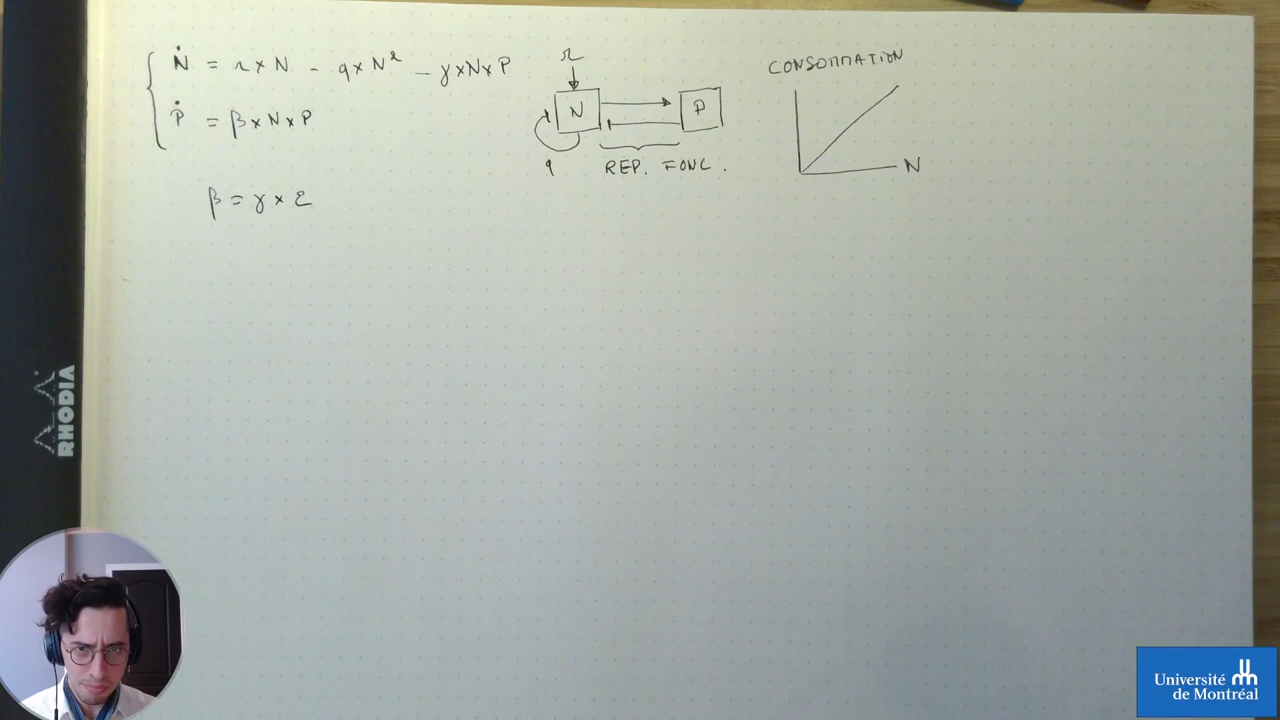 Ṅ = r × N - q × N² - γ × N × P
Ṗ = β × N × P
β = γ × ε
r
N
P
q
REP. FONC.
CONSOMMATION
N
RHODIA
Université
de Montréal